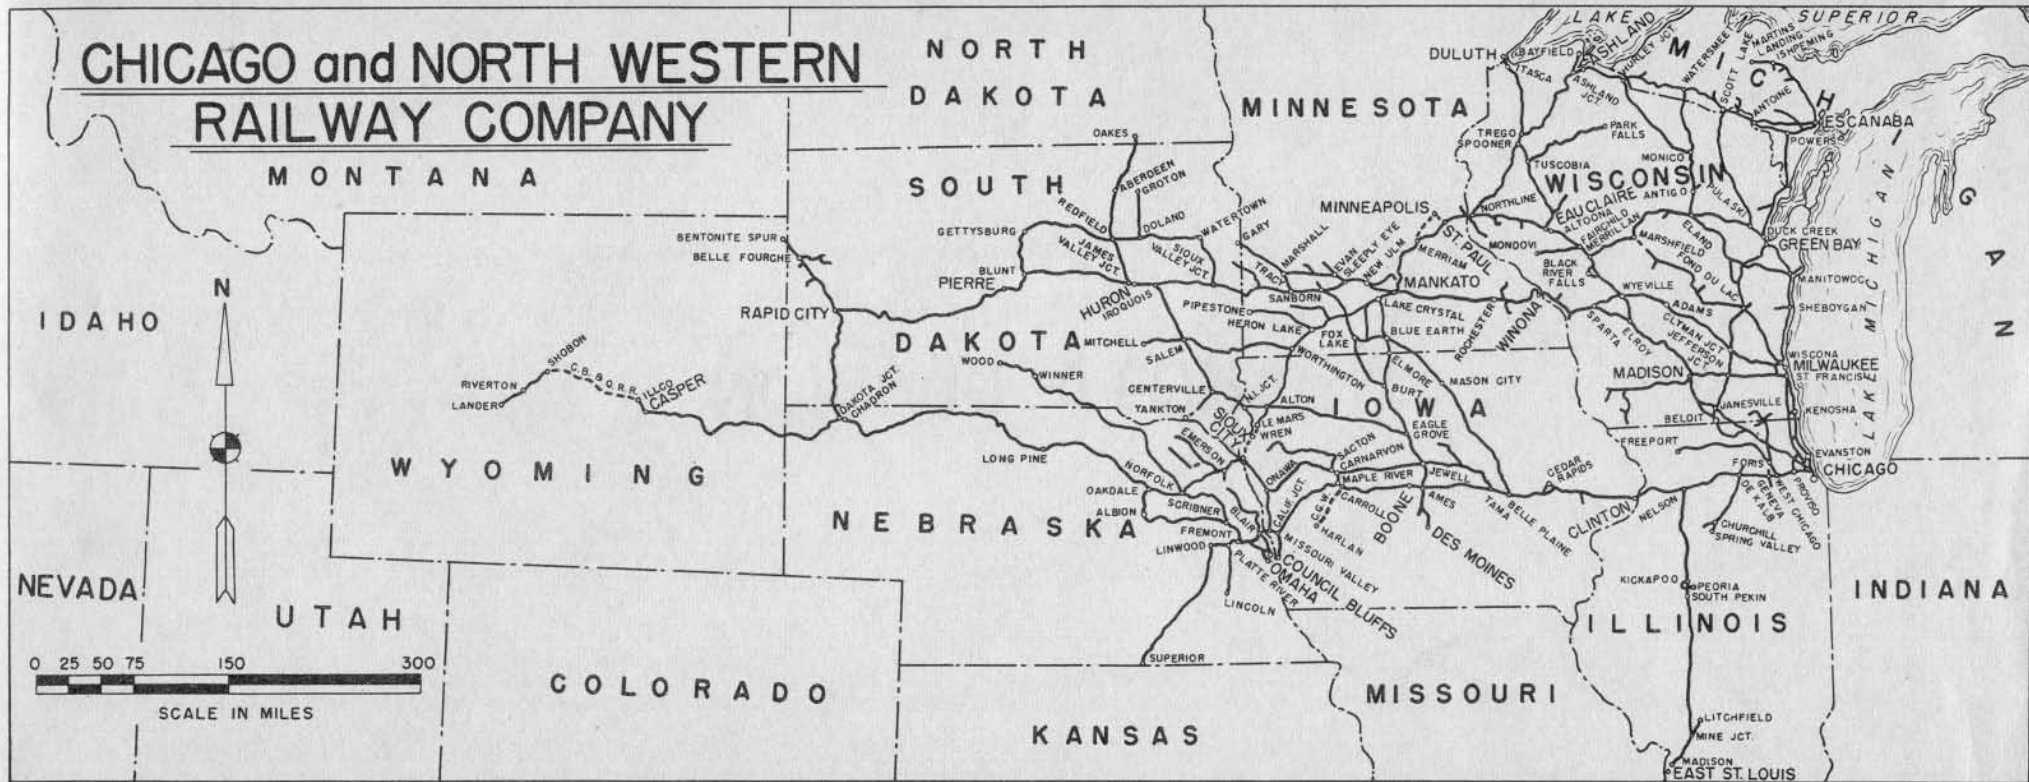 CHICAGO and NORTH WESTERN
RAILWAY COMPANY
MONTANA
NORTH
DAKOTA
SOUTH
DAKOTA
MINNESOTA
WISCONSIN
MICHIGAN
LAKE SUPERIOR
LAKE MICHIGAN
IDAHO
WYOMING
NEBRASKA
IOWA
NEVADA
UTAH
COLORADO
KANSAS
MISSOURI
ILLINOIS
INDIANA
N
0 25 50 75 150 300
SCALE IN MILES
RIVERTON
LANDER
SHOBON
C.B.&Q.R.R.
ILLCO
CASPER
BENTONITE SPUR
BELLE FOURCHE
RAPID CITY
DAKOTA JCT.
CHADRON
OAKES
ABERDEEN
GROTON
GETTYSBURG
REDFIELD
DOLAND
WATERTOWN
GARY
JAMES
VALLEY JCT.
SIOUX
VALLEY JCT.
BLUNT
PIERRE
HURON
IROQUOIS
MITCHELL
SALEM
WOOD
WINNER
CENTERVILLE
YANKTON
SIOUX
CITY
N.I. JCT.
ALTON
LE MARS
WREN
EMERSON
LONG PINE
NORFOLK
OAKDALE
ALBION
SCRIBNER
BLAIR
FREMONT
LINWOOD
PLATTE RIVER
LINCOLN
SUPERIOR
OMAHA
COUNCIL BLUFFS
MISSOURI VALLEY
CALIF. JCT.
ONAWA
SACTON
CARNARVON
MAPLE RIVER
CARROLL
HARLAN
BOONE
AMES
DES MOINES
JEWELL
EAGLE
GROVE
TAMA
BELLE PLAINE
CEDAR
RAPIDS
CLINTON
MARSHALL
TRACY
EVAN
SLEEPY EYE
NEW ULM
SANBORN
PIPESTONE
HERON LAKE
WORTHINGTON
FOX
LAKE
LAKE CRYSTAL
BLUE EARTH
ELMORE
BURT
MASON CITY
MANKATO
MERRIAM
MINNEAPOLIS
ST. PAUL
ROCHESTER
WINONA
DULUTH
ITASCA
BAYFIELD
ASHLAND
ASHLAND
JCT.
HURLEY JCT.
WATERSMEET
SCOTT LAKE
MARTINS
LANDING
ISHPEMING
ANTOINE
ESCANABA
POWERS
TREGO
SPOONER
PARK
FALLS
TUSCOBIA
MONICO
NORTHLINE
EAU CLAIRE
ALTOONA
ANTIGO
PULASKI
FAIRCHILD
MERRILLAN
MONDOVI
BLACK
RIVER
FALLS
MARSHFIELD
ELAND
DUCK CREEK
GREEN BAY
FOND DU LAC
MANITOWOC
SHEBOYGAN
WYEVILLE
ADAMS
SPARTA
ELROY
CLYMAN JCT.
JEFFERSON
JCT.
WISCONA
MILWAUKEE
ST. FRANCIS
MADISON
JANESVILLE
BELOIT
KENOSHA
FREEPORT
EVANSTON
CHICAGO
PROVISO
WEST CHICAGO
GENEVA
DE KALB
NELSON
CHURCHILL
SPRING VALLEY
KICKAPOO
PEORIA
SOUTH PEKIN
LITCHFIELD
MINE JCT.
MADISON
EAST ST. LOUIS